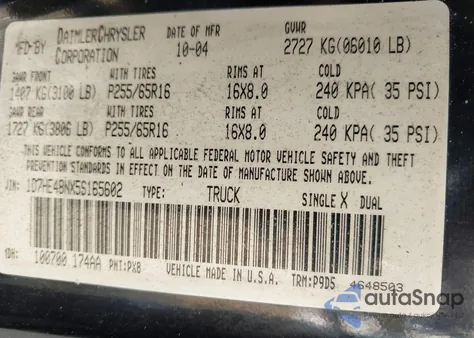 MFD BY DAIMLERCHRYSLER CORPORATION DATE OF MFR 10-04 GVWR 2727 KG(06010 LB)
GAWR FRONT WITH TIRES RIMS AT COLD
1407 KG(3100 LB) P255/65R16 16X8.0 240 KPA( 35 PSI)
GAWR REAR WITH TIRES RIMS AT COLD
1727 KG(3806 LB) P255/65R16 16X8.0 240 KPA( 35 PSI)
THIS VEHICLE CONFORMS TO ALL APPLICABLE FEDERAL MOTOR VEHICLE SAFETY AND THEFT
PREVENTION STANDARDS IN EFFECT ON THE DATE OF MANUFACTURE SHOWN ABOVE.
VIN: 1D7HE48NX5S165602 TYPE: TRUCK SINGLE X DUAL
MDH: 100700 174AA PNT:PX8 VEHICLE MADE IN U.S.A. TRM:P9D5 4648503
autoSnap